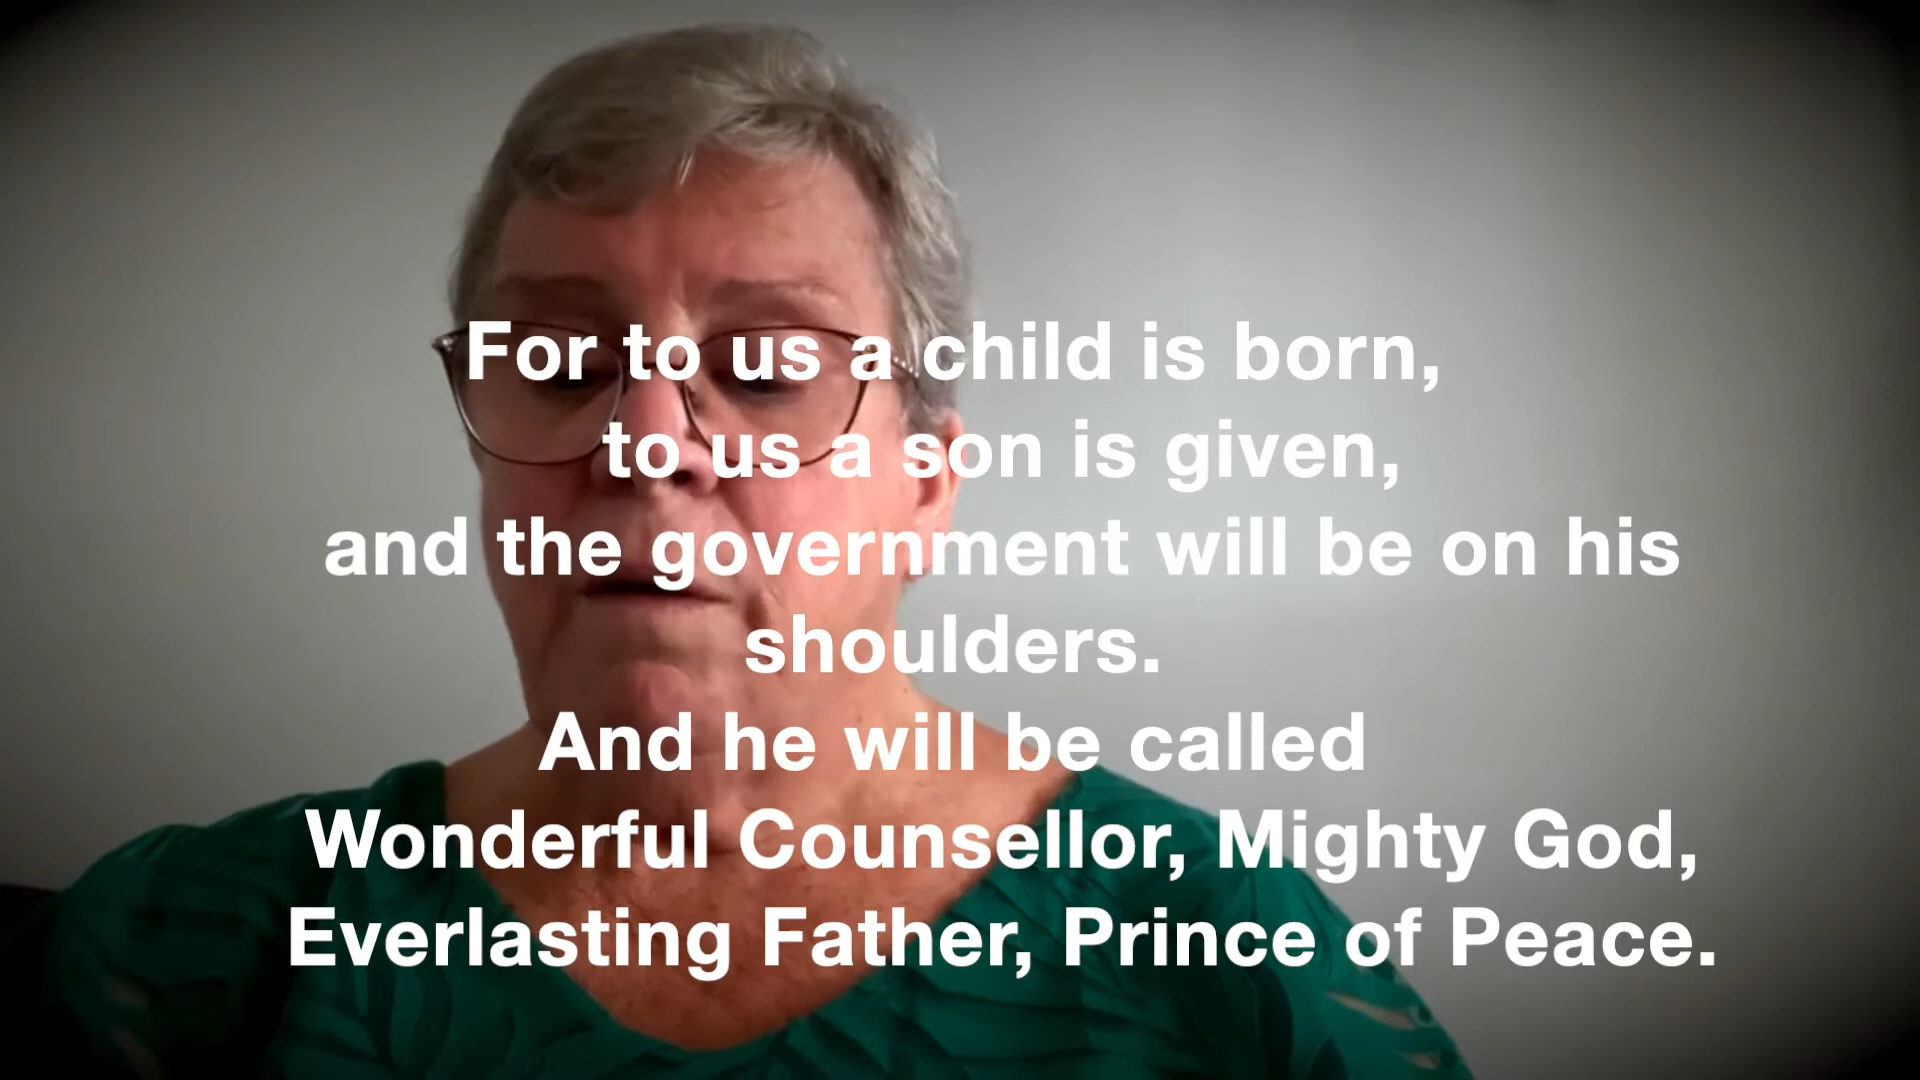 For to us a child is born,
to us a son is given,
and the government will be on his
shoulders.
And he will be called
Wonderful Counsellor, Mighty God,
Everlasting Father, Prince of Peace.